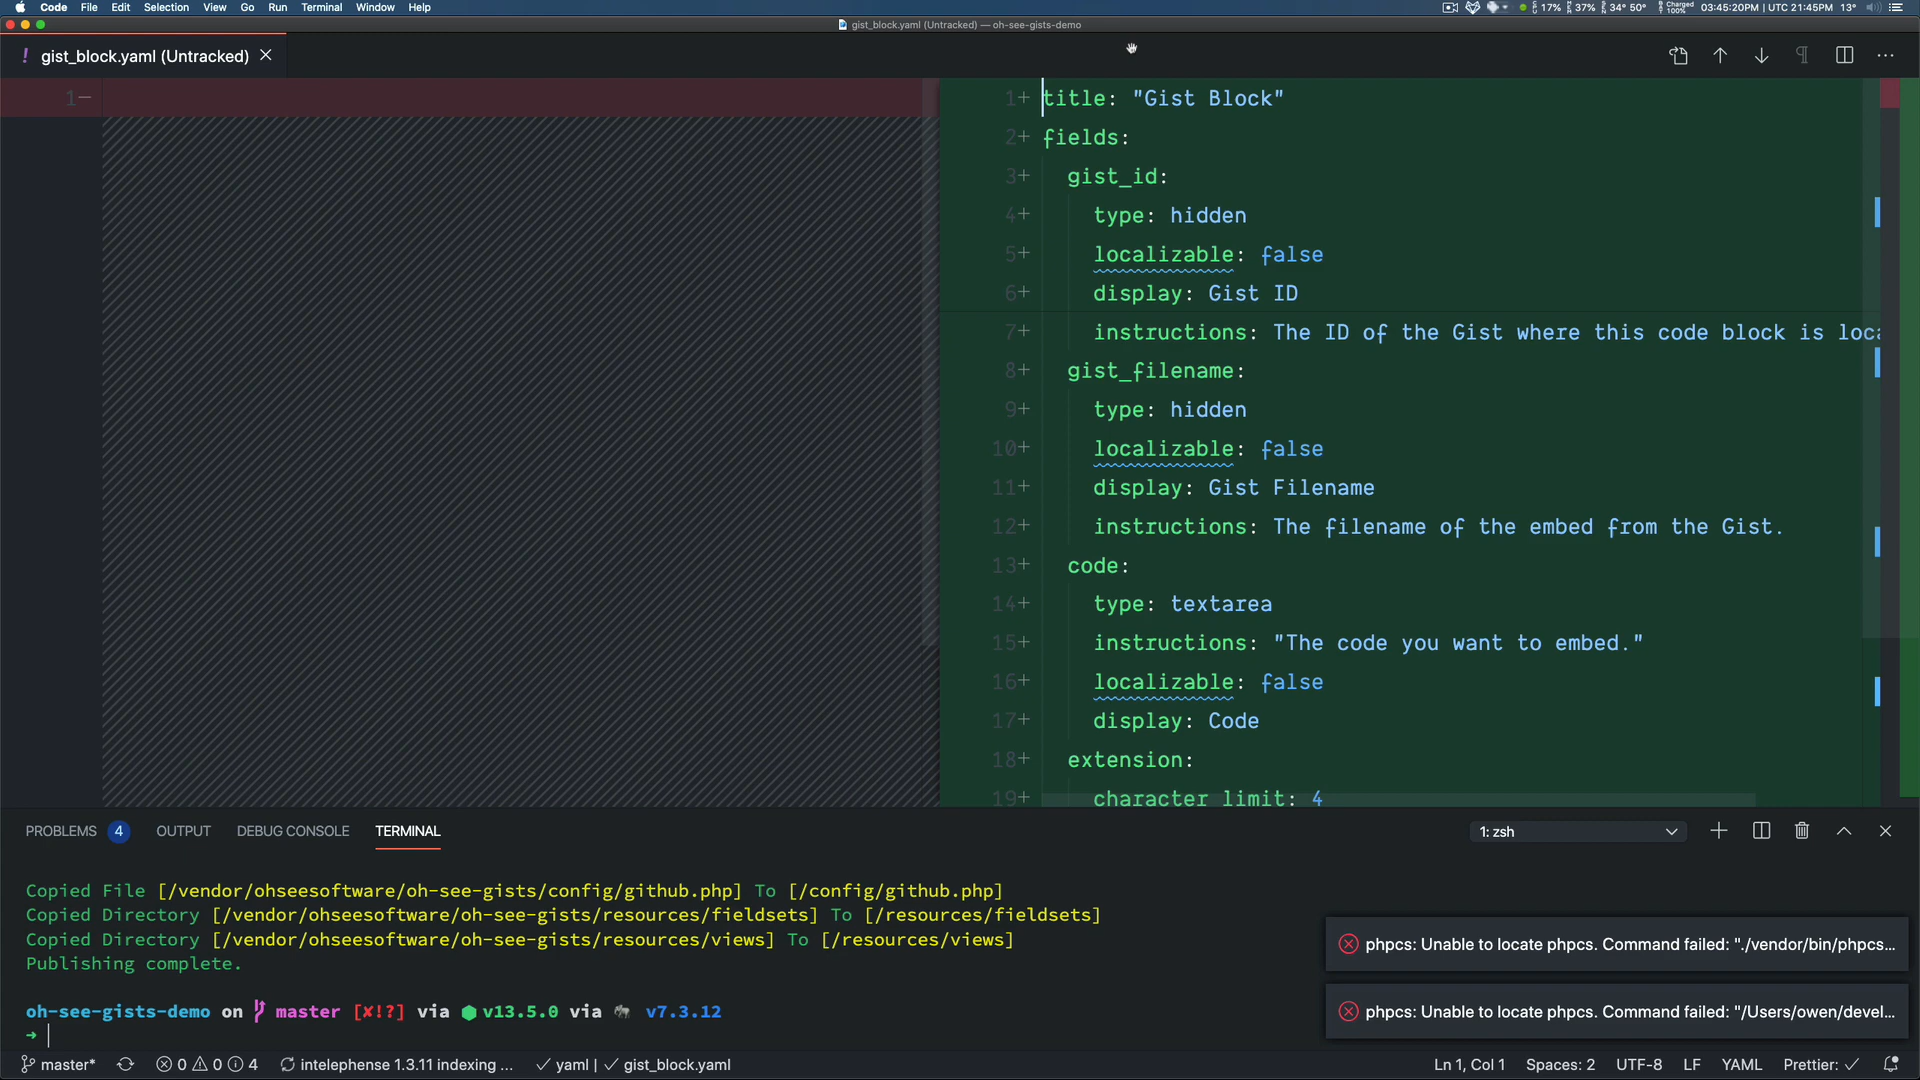 Code File Edit Selection View Go Run Terminal Window Help
17% 37% 34° 50° Charged 100% 03:45:20PM | UTC 21:45PM 13°
gist_block.yaml (Untracked) — oh-see-gists-demo
! gist_block.yaml (Untracked)
1
1+ title: "Gist Block"
2+ fields:
3+ gist_id:
4+ type: hidden
5+ localizable: false
6+ display: Gist ID
7+ instructions: The ID of the Gist where this code block is loca
8+ gist_filename:
9+ type: hidden
10+ localizable: false
11+ display: Gist Filename
12+ instructions: The filename of the embed from the Gist.
13+ code:
14+ type: textarea
15+ instructions: "The code you want to embed."
16+ localizable: false
17+ display: Code
18+ extension:
19+ character_limit: 4
PROBLEMS 4 OUTPUT DEBUG CONSOLE TERMINAL 1: zsh
Copied File [/vendor/ohseesoftware/oh-see-gists/config/github.php] To [/config/github.php]
Copied Directory [/vendor/ohseesoftware/oh-see-gists/resources/fieldsets] To [/resources/fieldsets]
Copied Directory [/vendor/ohseesoftware/oh-see-gists/resources/views] To [/resources/views]
Publishing complete.
oh-see-gists-demo on master [✘!?] via v13.5.0 via v7.3.12
➜
phpcs: Unable to locate phpcs. Command failed: "./vendor/bin/phpcs...
phpcs: Unable to locate phpcs. Command failed: "/Users/owen/devel...
master* 0 0 4 intelephense 1.3.11 indexing ... yaml | gist_block.yaml Ln 1, Col 1 Spaces: 2 UTF-8 LF YAML Prettier: